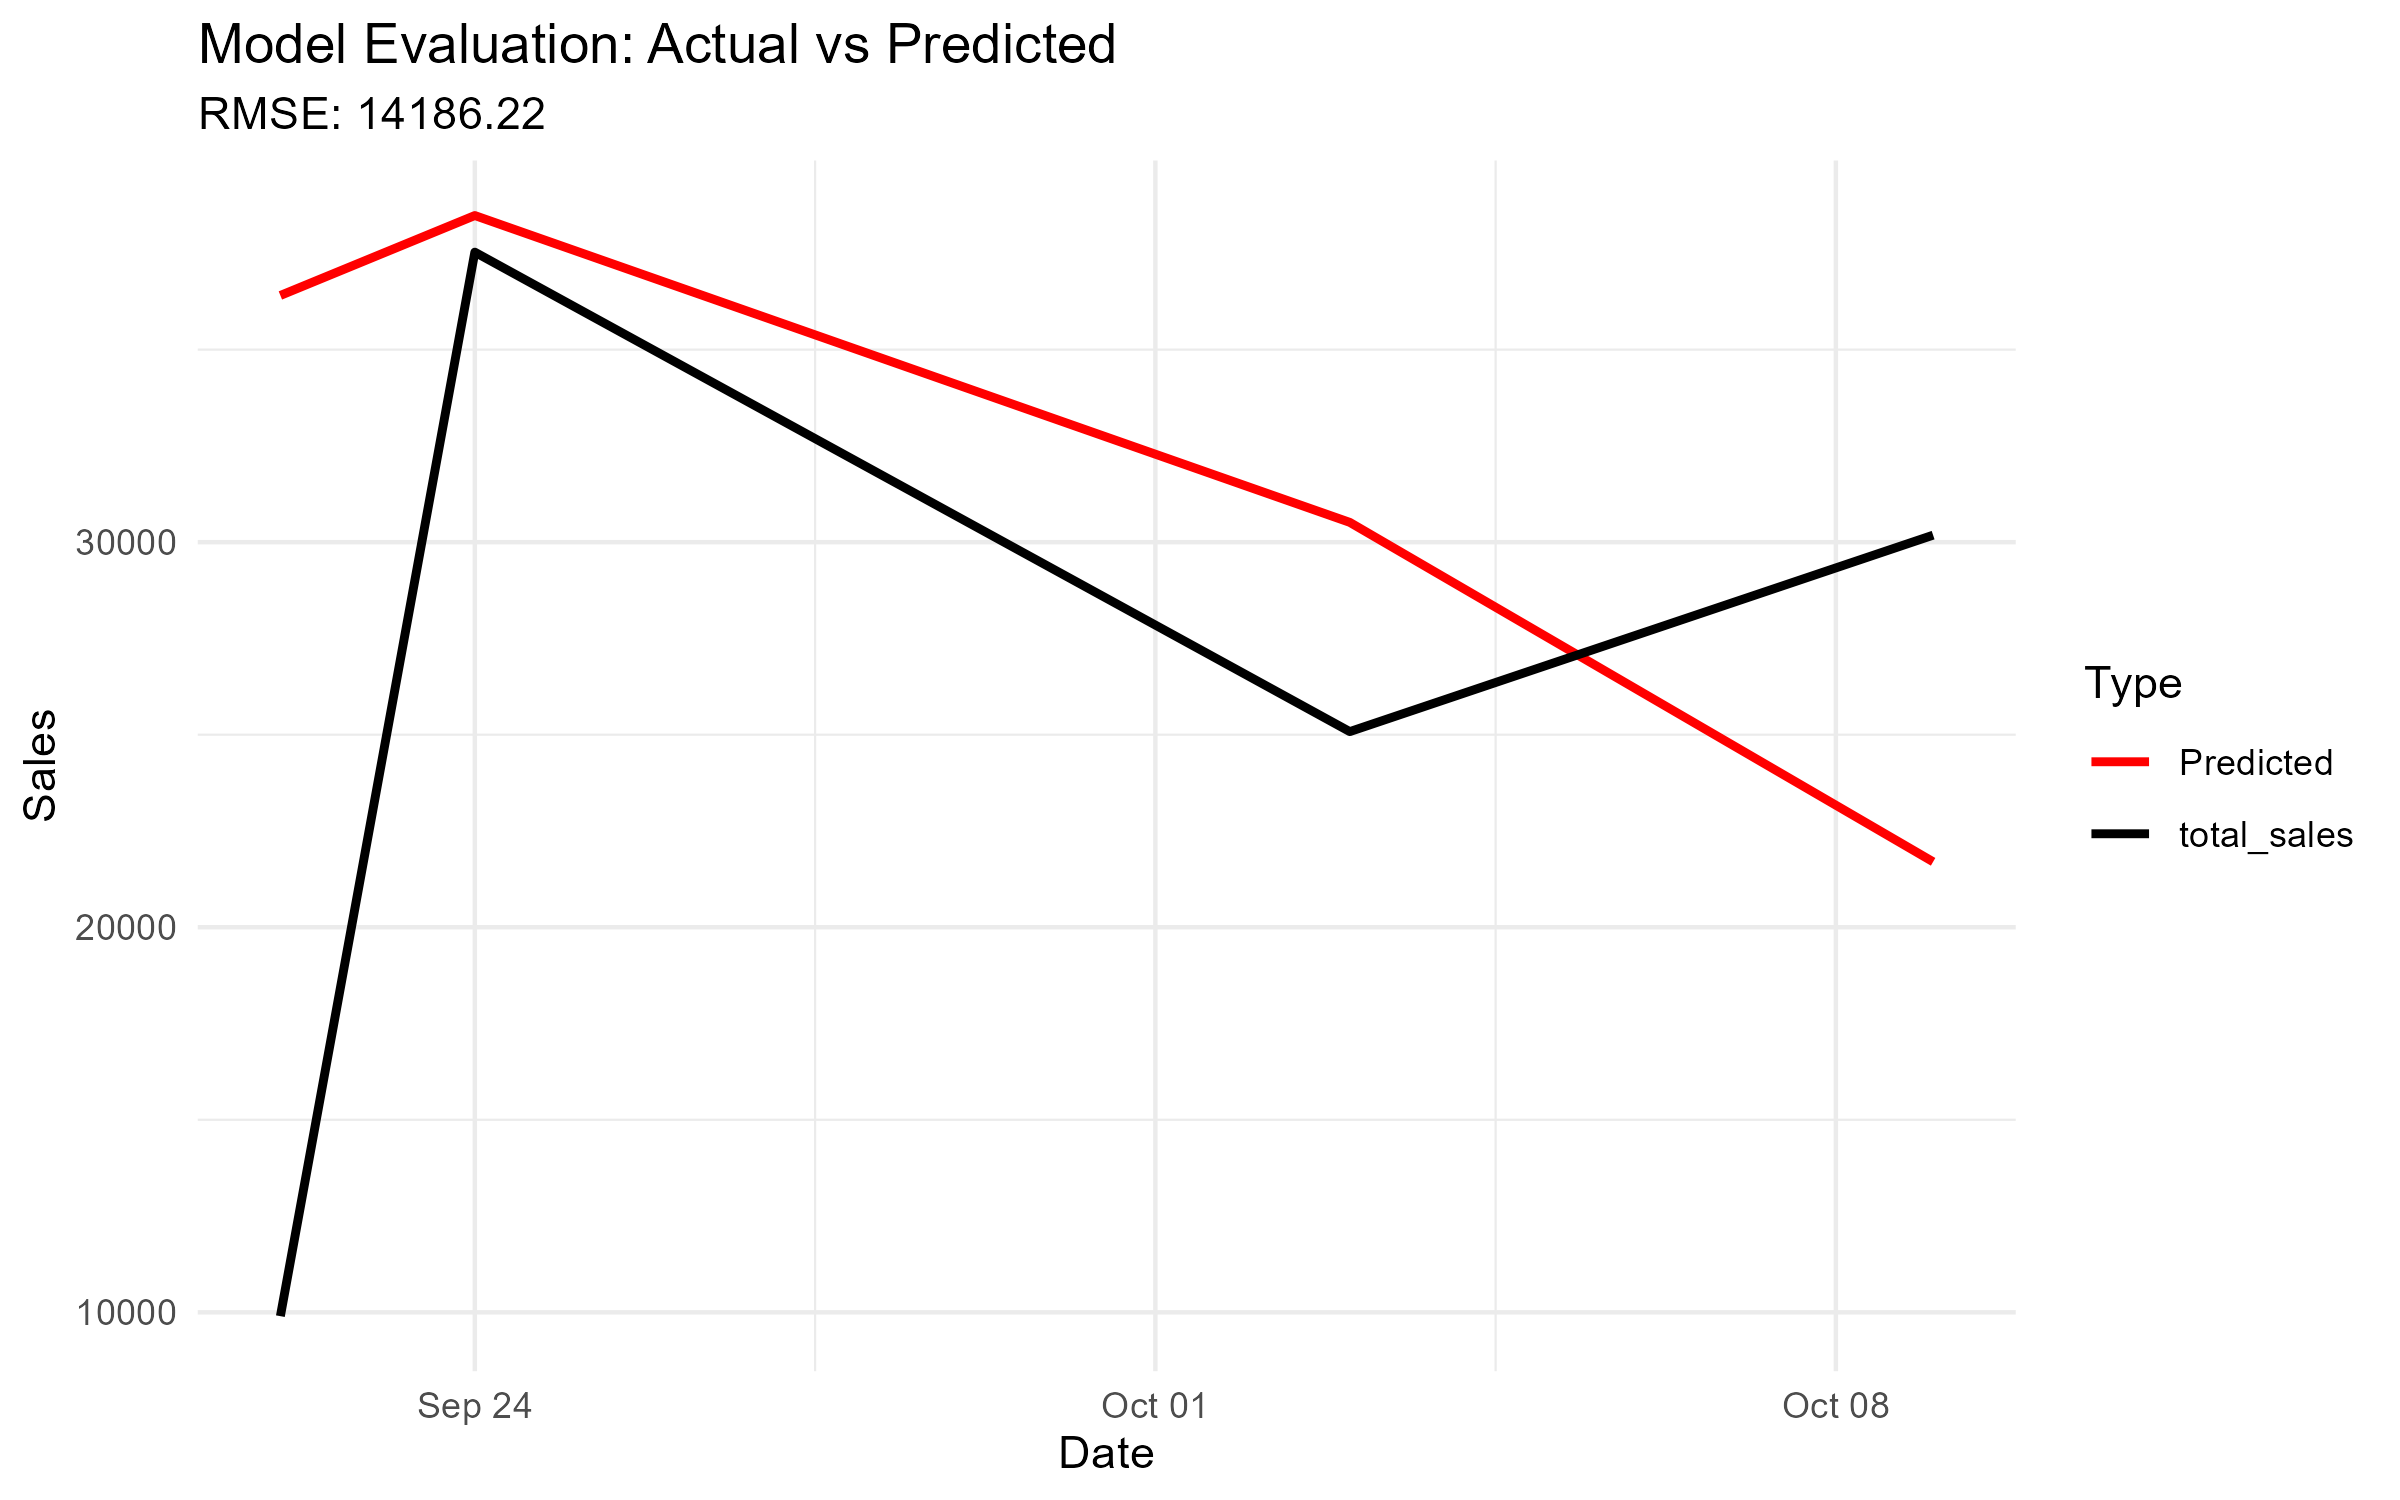 Model Evaluation: Actual vs Predicted
RMSE: 14186.22
Sales
30000
20000
10000
Sep 24
Oct 01
Oct 08
Date
Type
Predicted
total_sales